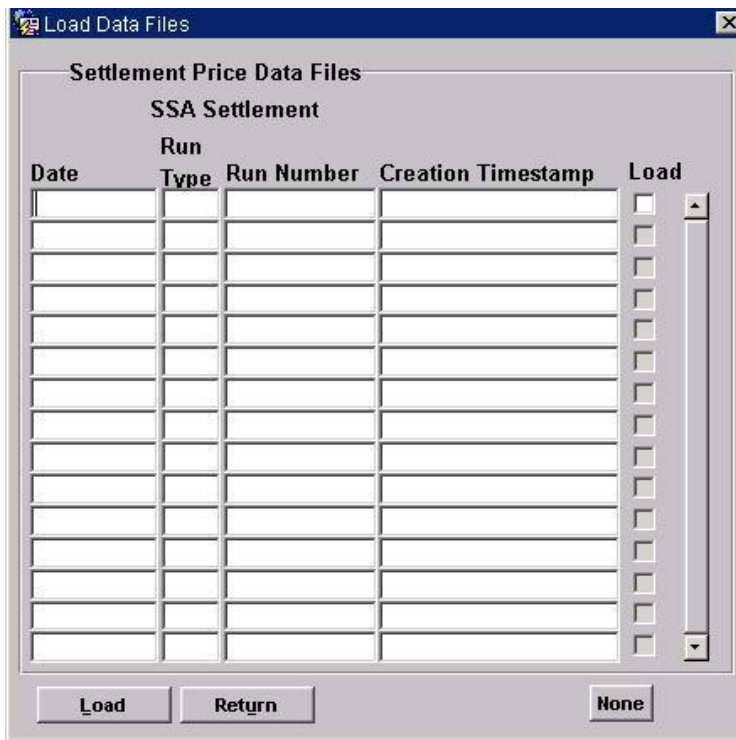 Load Data Files
Settlement Price Data Files
SSA Settlement
Run
Date Type Run Number Creation Timestamp Load
Load Return None